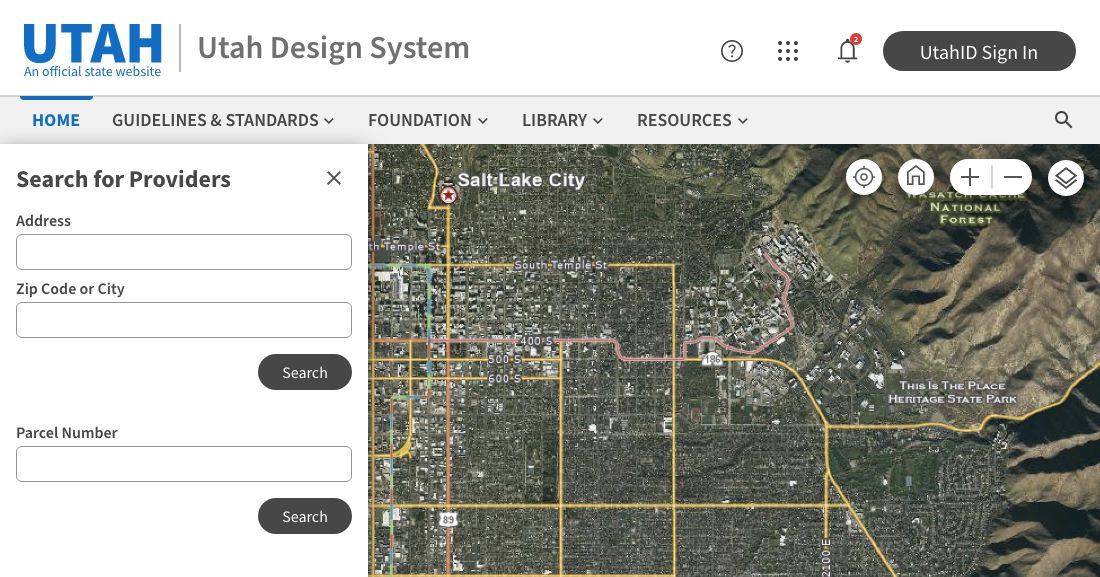 UTAH
An official state website
Utah Design System
2
UtahID Sign In
HOME
GUIDELINES & STANDARDS
FOUNDATION
LIBRARY
RESOURCES
Search for Providers
Address
Zip Code or City
Search
Parcel Number
Search
Salt Lake City
WASATCH CACHE
NATIONAL
FOREST
th Temple St
South Temple St
400 S
500 S
600 S
186
THIS IS THE PLACE
HERITAGE STATE PARK
89
2100 E